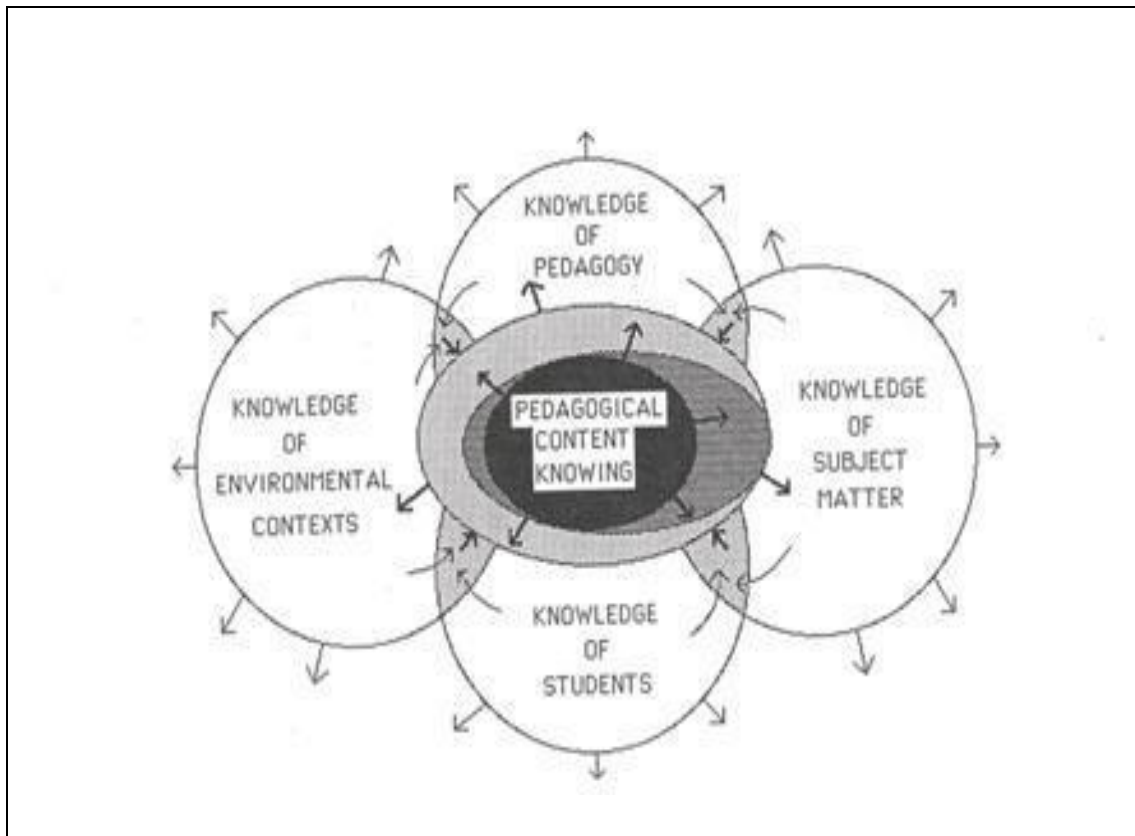 KNOWLEDGE
OF
PEDAGOGY
KNOWLEDGE
OF
ENVIRONMENTAL
CONTEXTS
PEDAGOGICAL
CONTENT
KNOWING
KNOWLEDGE
OF
SUBJECT
MATTER
KNOWLEDGE
OF
STUDENTS